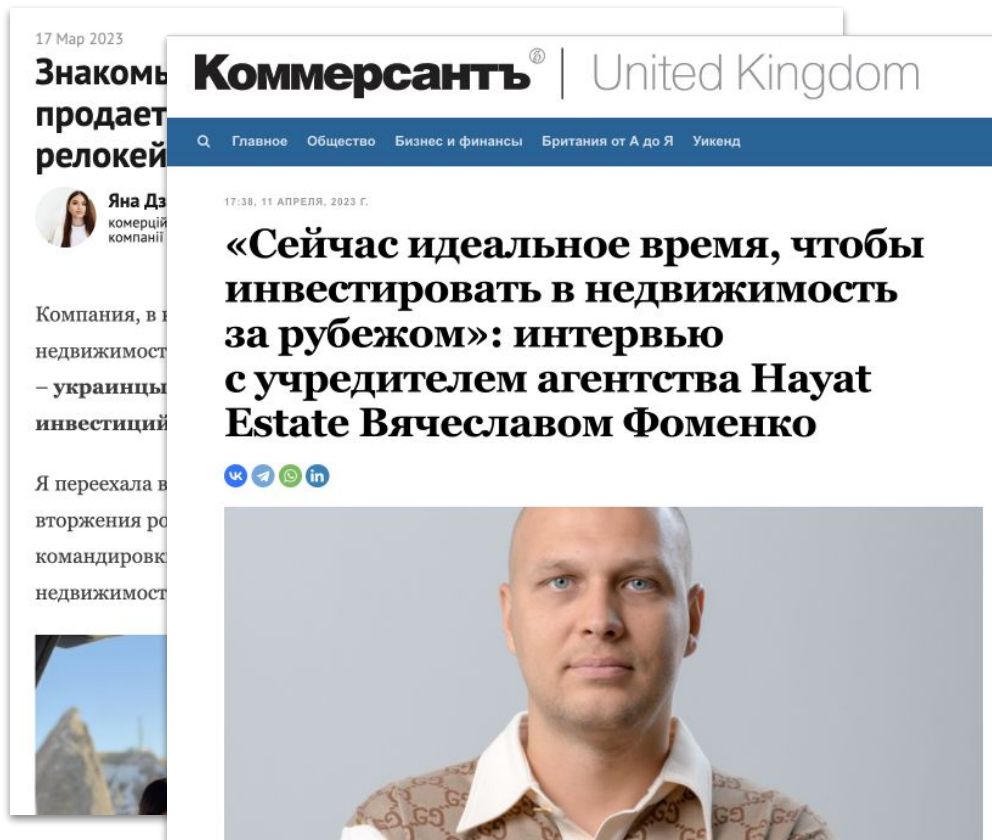 17 Мар 2023
продает
релокей
Яна Дз
комерцій
компанії
Компания, в
недвижимост
– украинцы
инвестиций
Я переехала в
вторжения ро
командировк
недвижимост
Коммерсантъ® | United Kingdom
Главное Общество Бизнес и финансы Британия от А до Я Уикенд
17:38, 11 АПРЕЛЯ, 2023 Г.
«Сейчас идеальное время, чтобы
инвестировать в недвижимость
за рубежом»: интервью
с учредителем агентства Hayat
Estate Вячеславом Фоменко